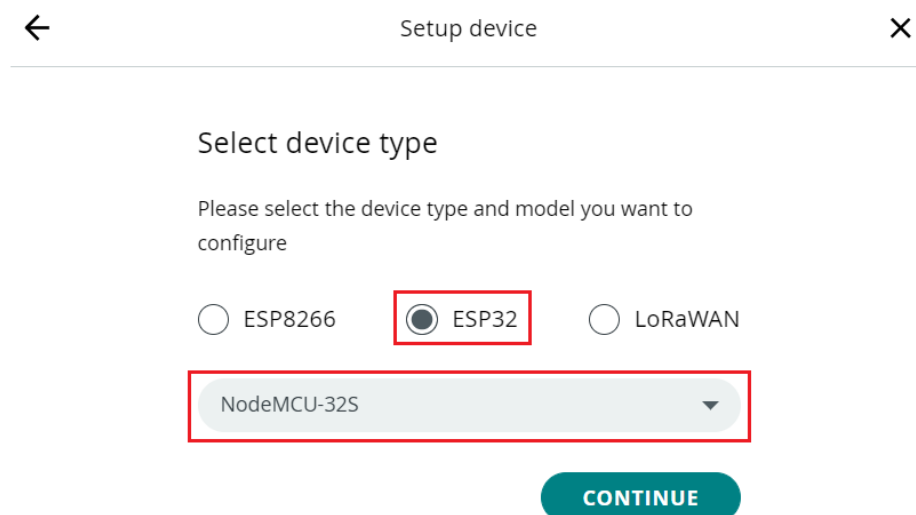 Setup device
Select device type
Please select the device type and model you want to
configure
ESP8266 ESP32 LoRaWAN
NodeMCU-32S
CONTINUE